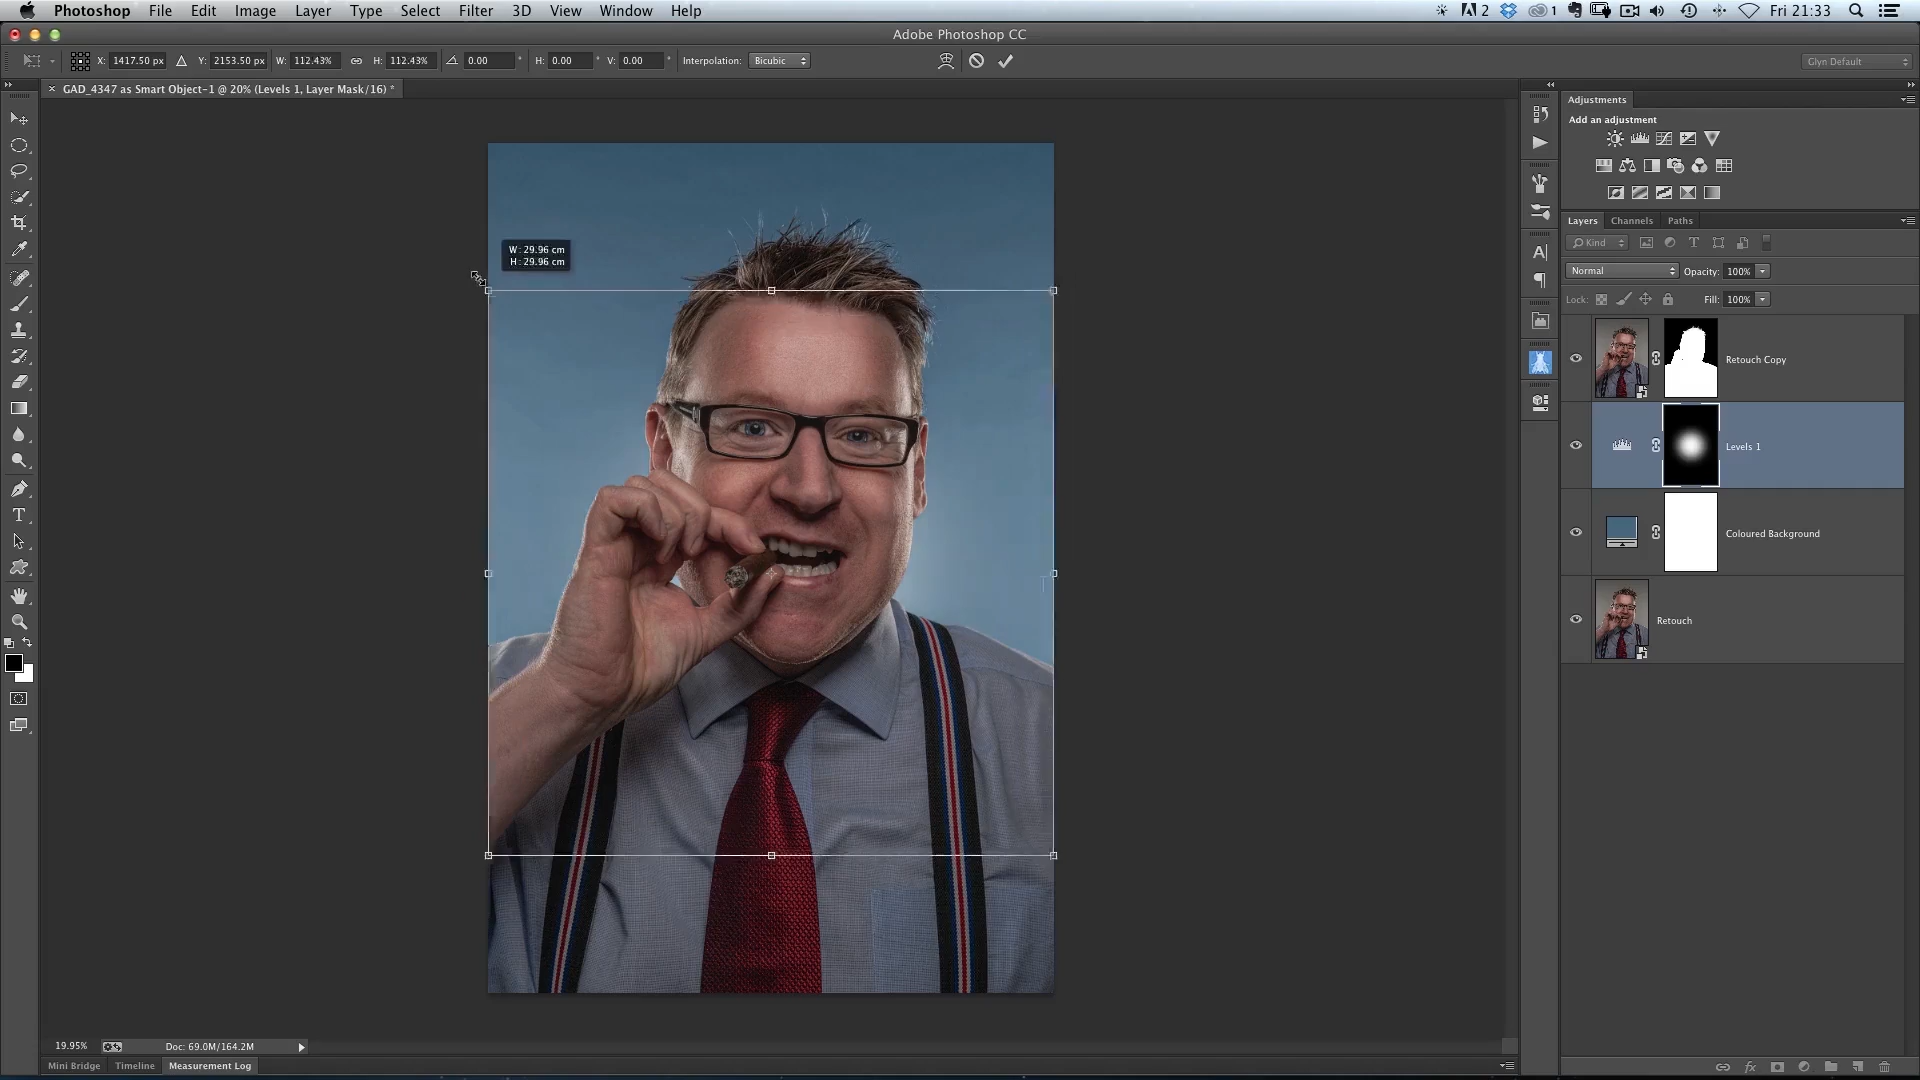 Photoshop File Edit Image Layer Type Select Filter 3D View Window Help 2 1 Fri 21:33
Adobe Photoshop CC
X: 1417.50 px Y: 2153.50 px W: 112.43% H: 112.43% 0.00 ° H: 0.00 ° V: 0.00 ° Interpolation: Bicubic Glyn Default
× GAD_4347 as Smart Object-1 @ 20% (Levels 1, Layer Mask/16) *
Adjustments
Add an adjustment
Layers Channels Paths
Kind
Normal Opacity: 100%
Lock: Fill: 100%
W: 29.96 cm
H: 29.96 cm
Retouch Copy
Levels 1
Coloured Background
Retouch
19.95% Doc: 69.0M/164.2M
Mini Bridge Timeline Measurement Log